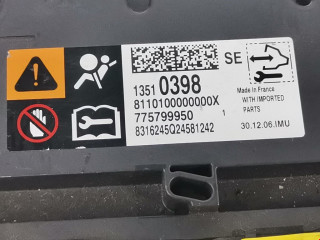 SE
1351 0398
8110100000000X
775799950
1
8316245Q24581242
Made in France
WITH IMPORTED
PARTS
30.12.06.IMU